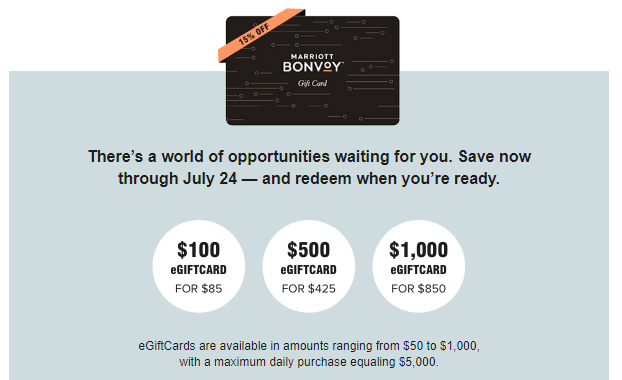 15% OFF
MARRIOTT
BONVOY™
Gift Card
There's a world of opportunities waiting for you. Save now
through July 24 — and redeem when you're ready.
$100
eGIFTCARD
FOR $85
$500
eGIFTCARD
FOR $425
$1,000
eGIFTCARD
FOR $850
eGiftCards are available in amounts ranging from $50 to $1,000,
with a maximum daily purchase equaling $5,000.